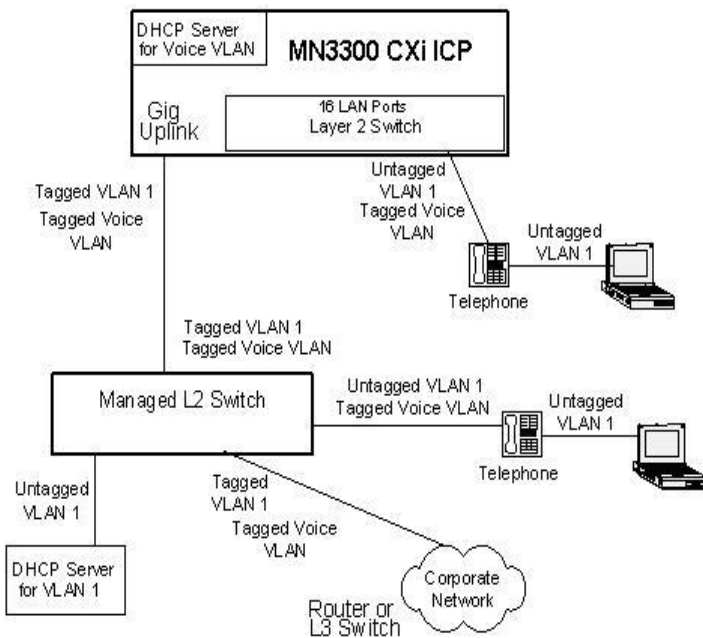 DHCP Server
for Voice VLAN
MN3300 CXi ICP
Gig
Uplink
16 LAN Ports
Layer 2 Switch
Tagged VLAN 1
Tagged Voice
VLAN
Untagged
VLAN 1
Tagged Voice
VLAN
Untagged
VLAN 1
Telephone
Tagged VLAN 1
Tagged Voice VLAN
Managed L2 Switch
Untagged VLAN 1
Tagged Voice VLAN
Untagged
VLAN 1
Telephone
Untagged
VLAN 1
Tagged
VLAN 1
Tagged Voice
VLAN
DHCP Server
for VLAN 1
Corporate
Network
Router or
L3 Switch